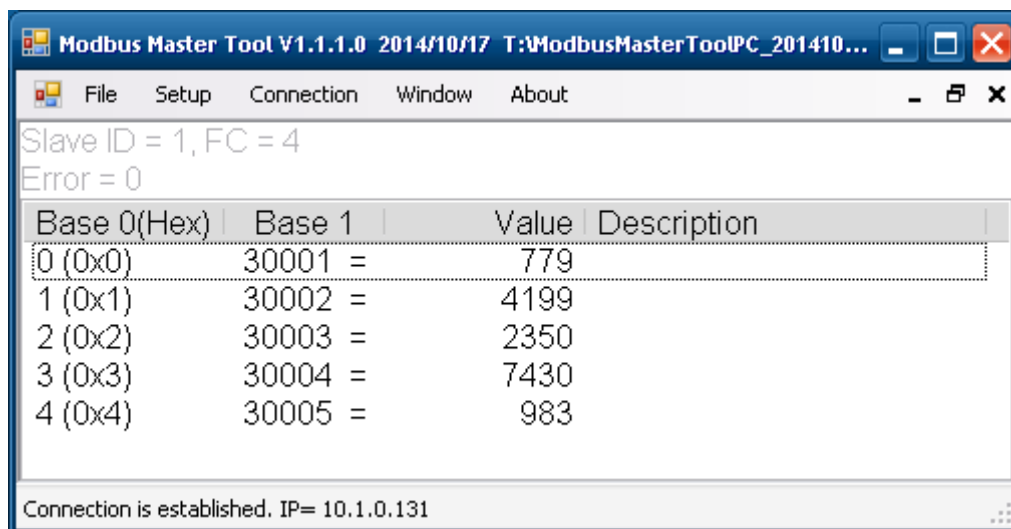 Modbus Master Tool V1.1.1.0 2014/10/17 T:\ModbusMasterToolPC_201410...
File Setup Connection Window About
Slave ID = 1, FC = 4
Error = 0
Base 0(Hex) Base 1 Value Description
0 (0x0) 30001 = 779
1 (0x1) 30002 = 4199
2 (0x2) 30003 = 2350
3 (0x3) 30004 = 7430
4 (0x4) 30005 = 983
Connection is established. IP= 10.1.0.131